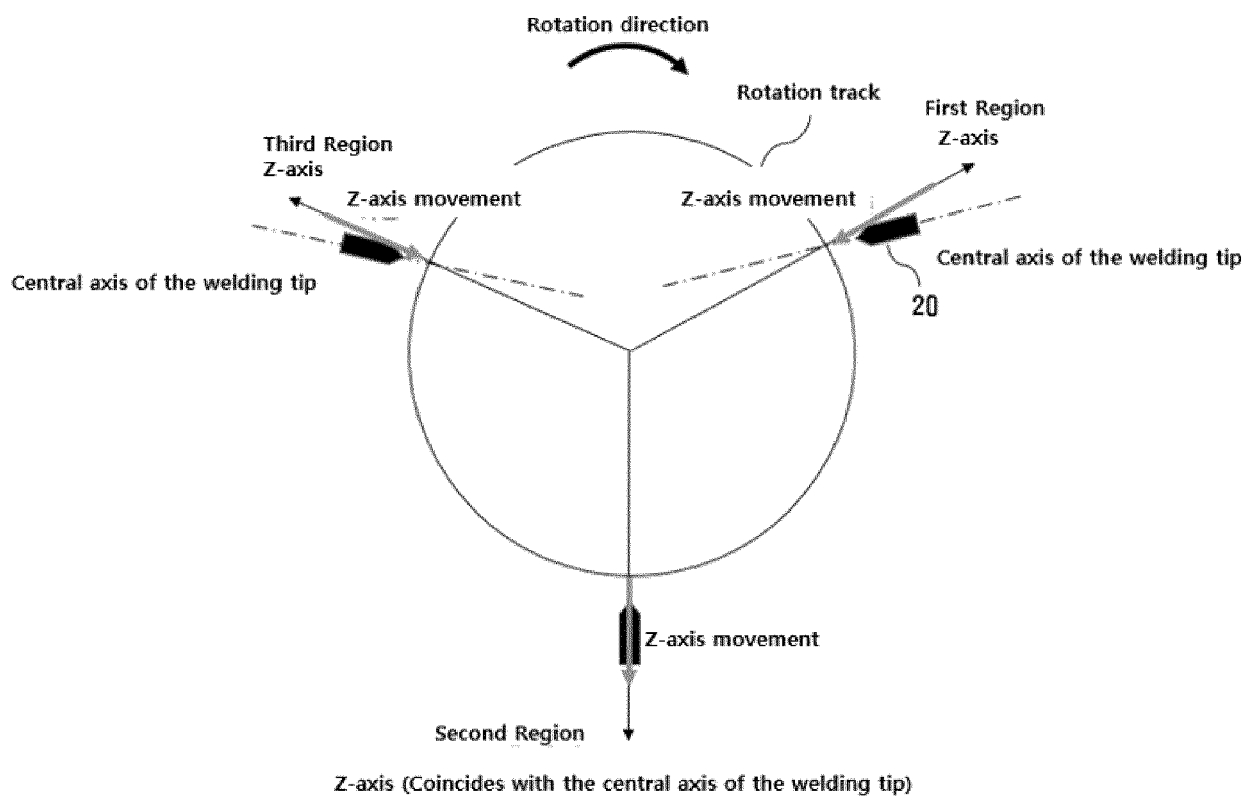 Rotation direction
Rotation track
First Region
Z-axis
Third Region
Z-axis
Z-axis movement
Z-axis movement
Central axis of the welding tip
Central axis of the welding tip
20
Z-axis movement
Second Region
Z-axis (Coincides with the central axis of the welding tip)